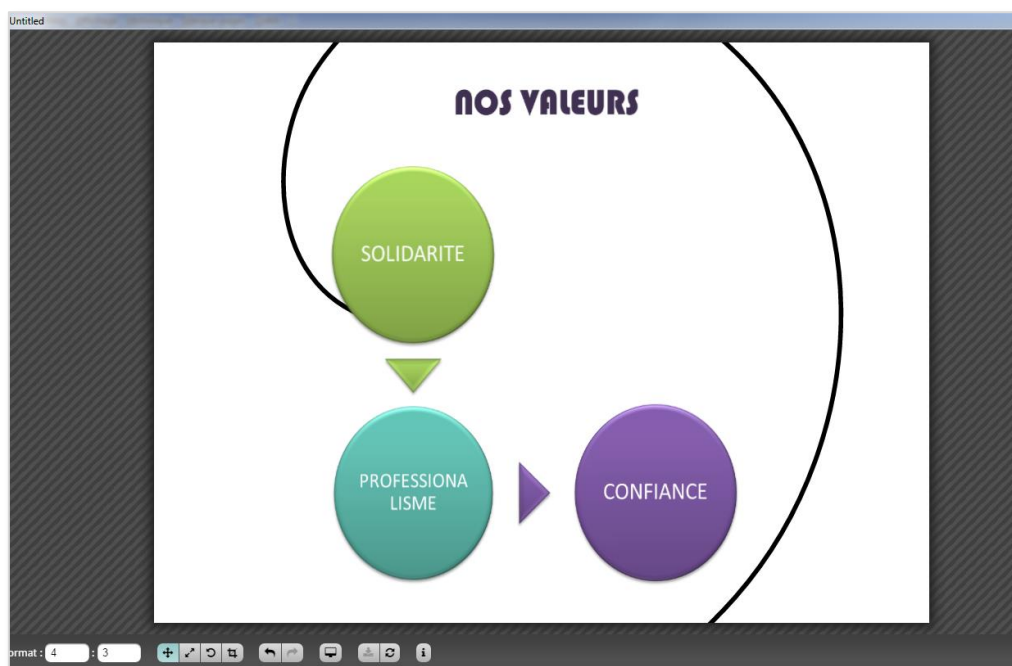 Untitled
NOS VALEURS
SOLIDARITE
PROFESSIONA
LISME
CONFIANCE
ormat : 4 : 3